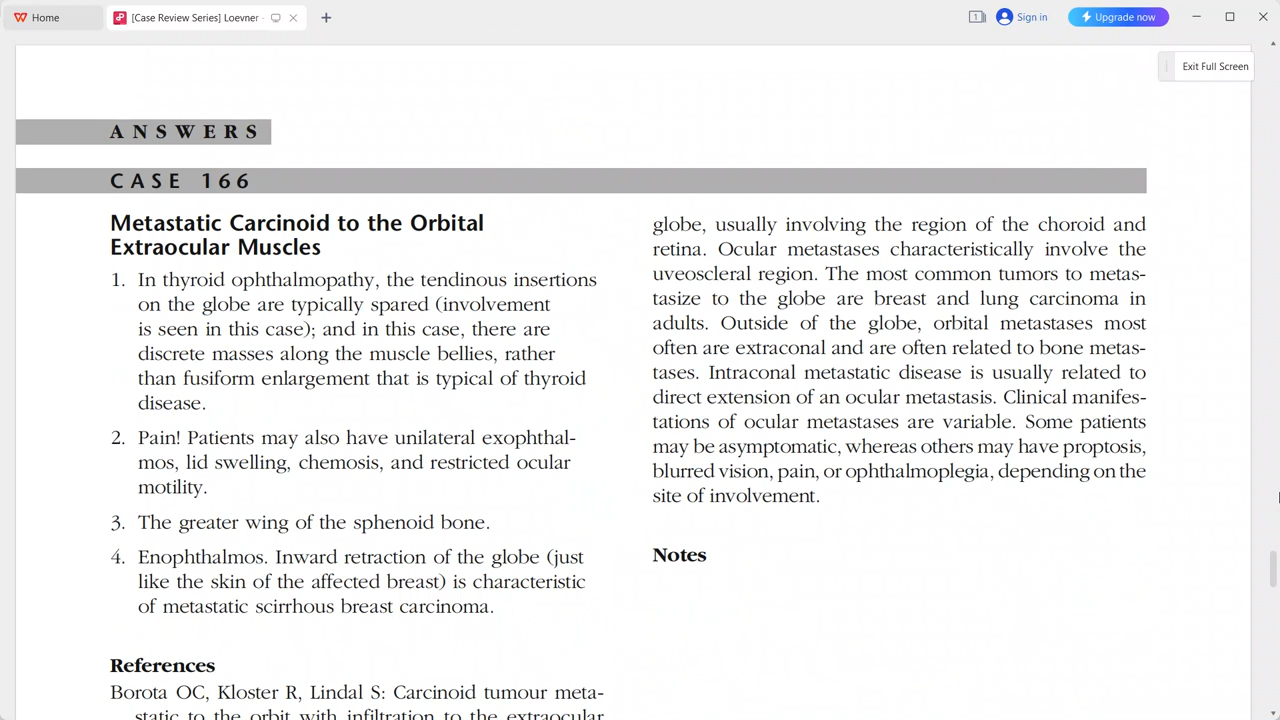 Home
[Case Review Series] Loevner -
1
Sign in
Upgrade now
Exit Full Screen
ANSWERS
CASE 166
Metastatic Carcinoid to the Orbital
Extraocular Muscles
1. In thyroid ophthalmopathy, the tendinous insertions
on the globe are typically spared (involvement
is seen in this case); and in this case, there are
discrete masses along the muscle bellies, rather
than fusiform enlargement that is typical of thyroid
disease.
2. Pain! Patients may also have unilateral exophthal-
mos, lid swelling, chemosis, and restricted ocular
motility.
3. The greater wing of the sphenoid bone.
4. Enophthalmos. Inward retraction of the globe (just
like the skin of the affected breast) is characteristic
of metastatic scirrhous breast carcinoma.
References
Borota OC, Kloster R, Lindal S: Carcinoid tumour meta-
static to the orbit with infiltration to the extraocular
globe, usually involving the region of the choroid and
retina. Ocular metastases characteristically involve the
uveoscleral region. The most common tumors to metas-
tasize to the globe are breast and lung carcinoma in
adults. Outside of the globe, orbital metastases most
often are extraconal and are often related to bone metas-
tases. Intraconal metastatic disease is usually related to
direct extension of an ocular metastasis. Clinical manifes-
tations of ocular metastases are variable. Some patients
may be asymptomatic, whereas others may have proptosis,
blurred vision, pain, or ophthalmoplegia, depending on the
site of involvement.
Notes